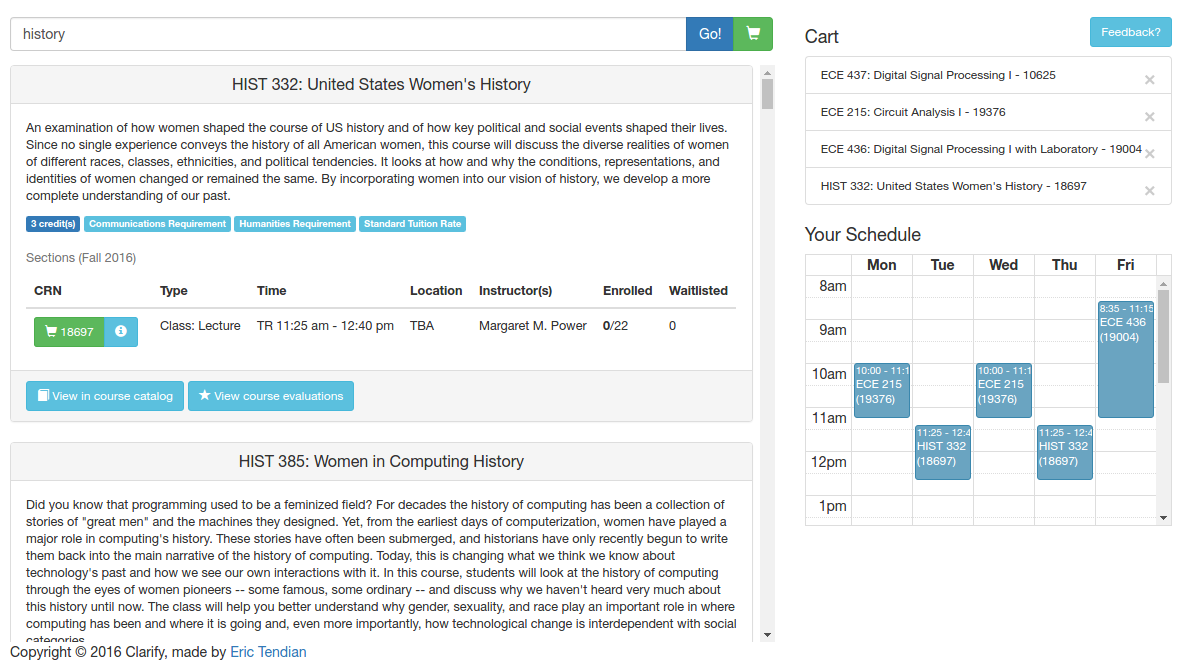 history
Go!
HIST 332: United States Women's History
An examination of how women shaped the course of US history and of how key political and social events shaped their lives.
Since no single experience conveys the history of all American women, this course will discuss the diverse realities of women
of different races, classes, ethnicities, and political tendencies. It looks at how and why the conditions, representations, and
identities of women changed or remained the same. By incorporating women into our vision of history, we develop a more
complete understanding of our past.
3 credit(s) Communications Requirement Humanities Requirement Standard Tuition Rate
Sections (Fall 2016)
CRN Type Time Location Instructor(s) Enrolled Waitlisted
18697 Class: Lecture TR 11:25 am - 12:40 pm TBA Margaret M. Power 0/22 0
View in course catalog View course evaluations
HIST 385: Women in Computing History
Did you know that programming used to be a feminized field? For decades the history of computing has been a collection of
stories of "great men" and the machines they designed. Yet, from the earliest days of computerization, women have played a
major role in computing's history. These stories have often been submerged, and historians have only recently begun to write
them back into the main narrative of the history of computing. Today, this is changing what we think we know about
technology's past and how we see our own interactions with it. In this course, students will look at the history of computing
through the eyes of women pioneers -- some famous, some ordinary -- and discuss why we haven't heard very much about
this history until now. The class will help you better understand why gender, sexuality, and race play an important role in where
computing has been and where it is going and, even more importantly, how technological change is interdependent with social
categories
Copyright © 2016 Clarify, made by Eric Tendian
Cart
Feedback?
ECE 437: Digital Signal Processing I - 10625
ECE 215: Circuit Analysis I - 19376
ECE 436: Digital Signal Processing I with Laboratory - 19004
HIST 332: United States Women's History - 18697
Your Schedule
Mon Tue Wed Thu Fri
8am
8:35 - 11:15
ECE 436
(19004)
9am
10am
10:00 - 11:1
ECE 215
(19376)
10:00 - 11:1
ECE 215
(19376)
11am
11:25 - 12:4
HIST 332
(18697)
11:25 - 12:4
HIST 332
(18697)
12pm
1pm